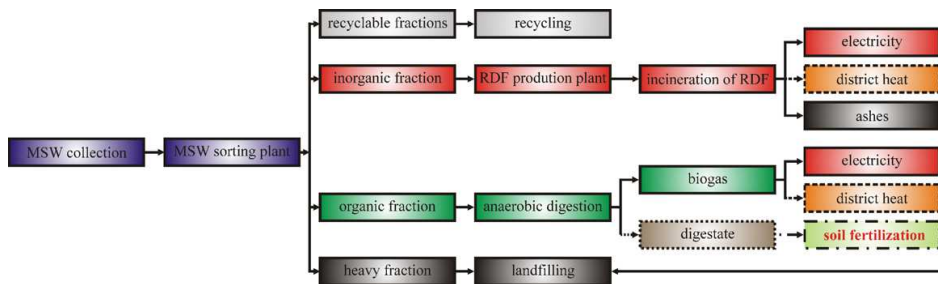 recyclable fractions
recycling
electricity
inorganic fraction
RDF prodution plant
incineration of RDF
district heat
ashes
MSW collection
MSW sorting plant
electricity
biogas
district heat
organic fraction
anaerobic digestion
digestate
soil fertilization
heavy fraction
landfilling